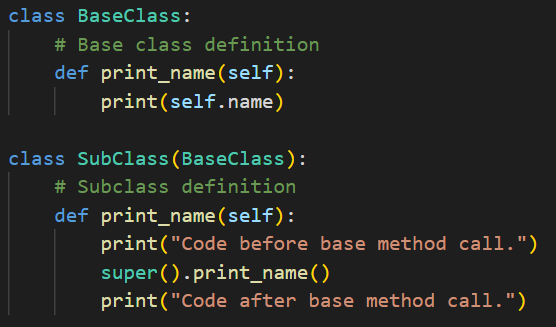 class BaseClass:
    # Base class definition
    def print_name(self):
        print(self.name)

class SubClass(BaseClass):
    # Subclass definition
    def print_name(self):
        print("Code before base method call.")
        super().print_name()
        print("Code after base method call.")